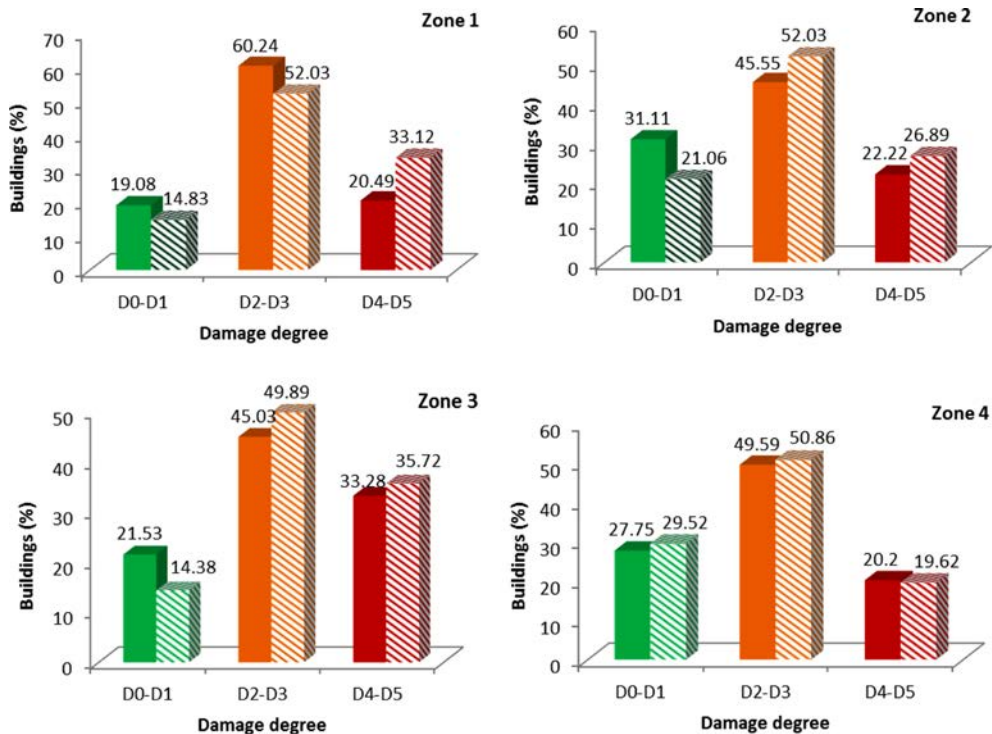 Zone 1
Buildings (%)
70
60
50
40
30
20
10
0
19.08
14.83
60.24
52.03
20.49
33.12
D0-D1
D2-D3
D4-D5
Damage degree
Zone 2
Buildings (%)
60
50
40
30
20
10
0
31.11
21.06
45.55
52.03
22.22
26.89
D0-D1
D2-D3
D4-D5
Damage degree
Zone 3
Buildings (%)
50
40
30
20
10
0
21.53
14.38
45.03
49.89
33.28
35.72
D0-D1
D2-D3
D4-D5
Damage degree
Zone 4
Buildings (%)
60
50
40
30
20
10
0
27.75
29.52
49.59
50.86
20.2
19.62
D0-D1
D2-D3
D4-D5
Damage degree